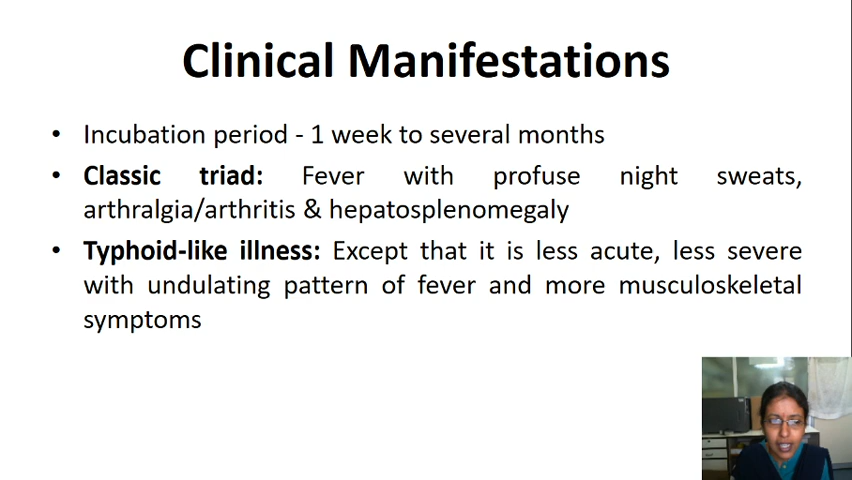 Clinical Manifestations
• Incubation period - 1 week to several months
• Classic triad: Fever with profuse night sweats,
arthralgia/arthritis & hepatosplenomegaly
• Typhoid-like illness: Except that it is less acute, less severe
with undulating pattern of fever and more musculoskeletal
symptoms